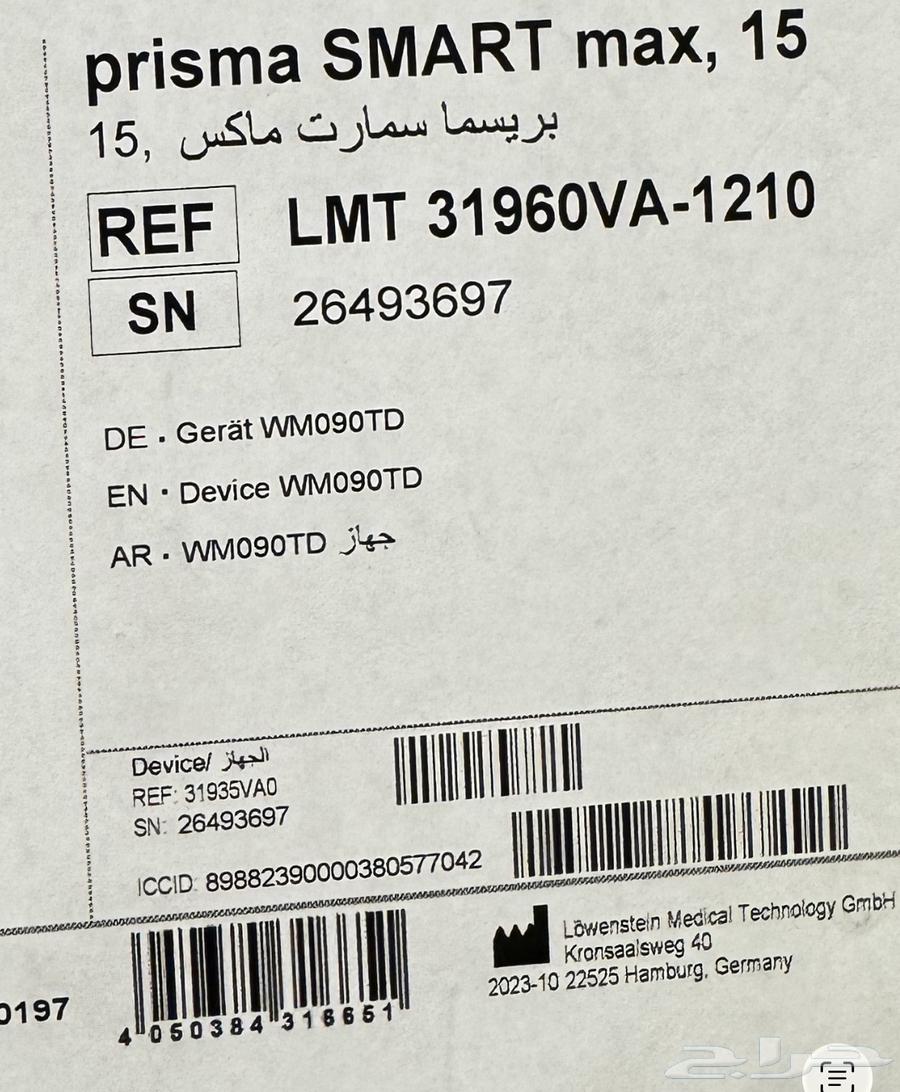 prisma SMART max, 15
بريسما سمارت ماكس ,15
REF LMT 31960VA-1210
SN 26493697
DE · Gerät WM090TD
EN · Device WM090TD
AR · WM090TD جهاز
Device/ الجهاز
REF: 31935VA0
SN: 26493697
ICCID: 89882390000380577042
Löwenstein Medical Technology GmbH
Kronsaalsweg 40
2023-10 22525 Hamburg, Germany
0197
4 050384 316651
حراج